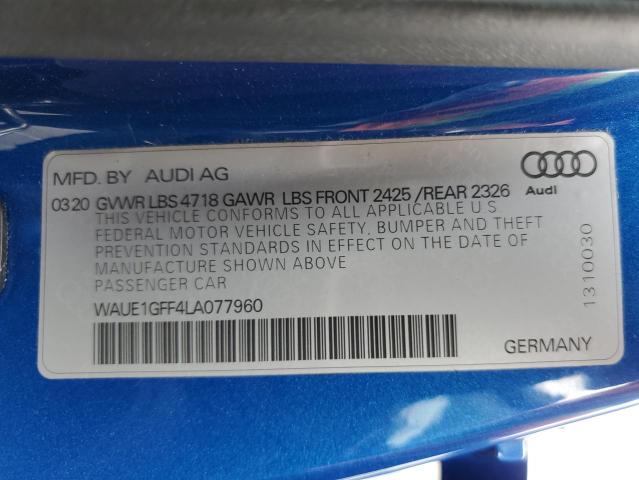 MFD. BY AUDI AG
Audi
0320 GVWR LBS 4718 GAWR LBS FRONT 2425 /REAR 2326
THIS VEHICLE CONFORMS TO ALL APPLICABLE U S
FEDERAL MOTOR VEHICLE SAFETY, BUMPER AND THEFT
PREVENTION STANDARDS IN EFFECT ON THE DATE OF
MANUFACTURE SHOWN ABOVE
PASSENGER CAR
WAUE1GFF4LA077960
GERMANY
1310030